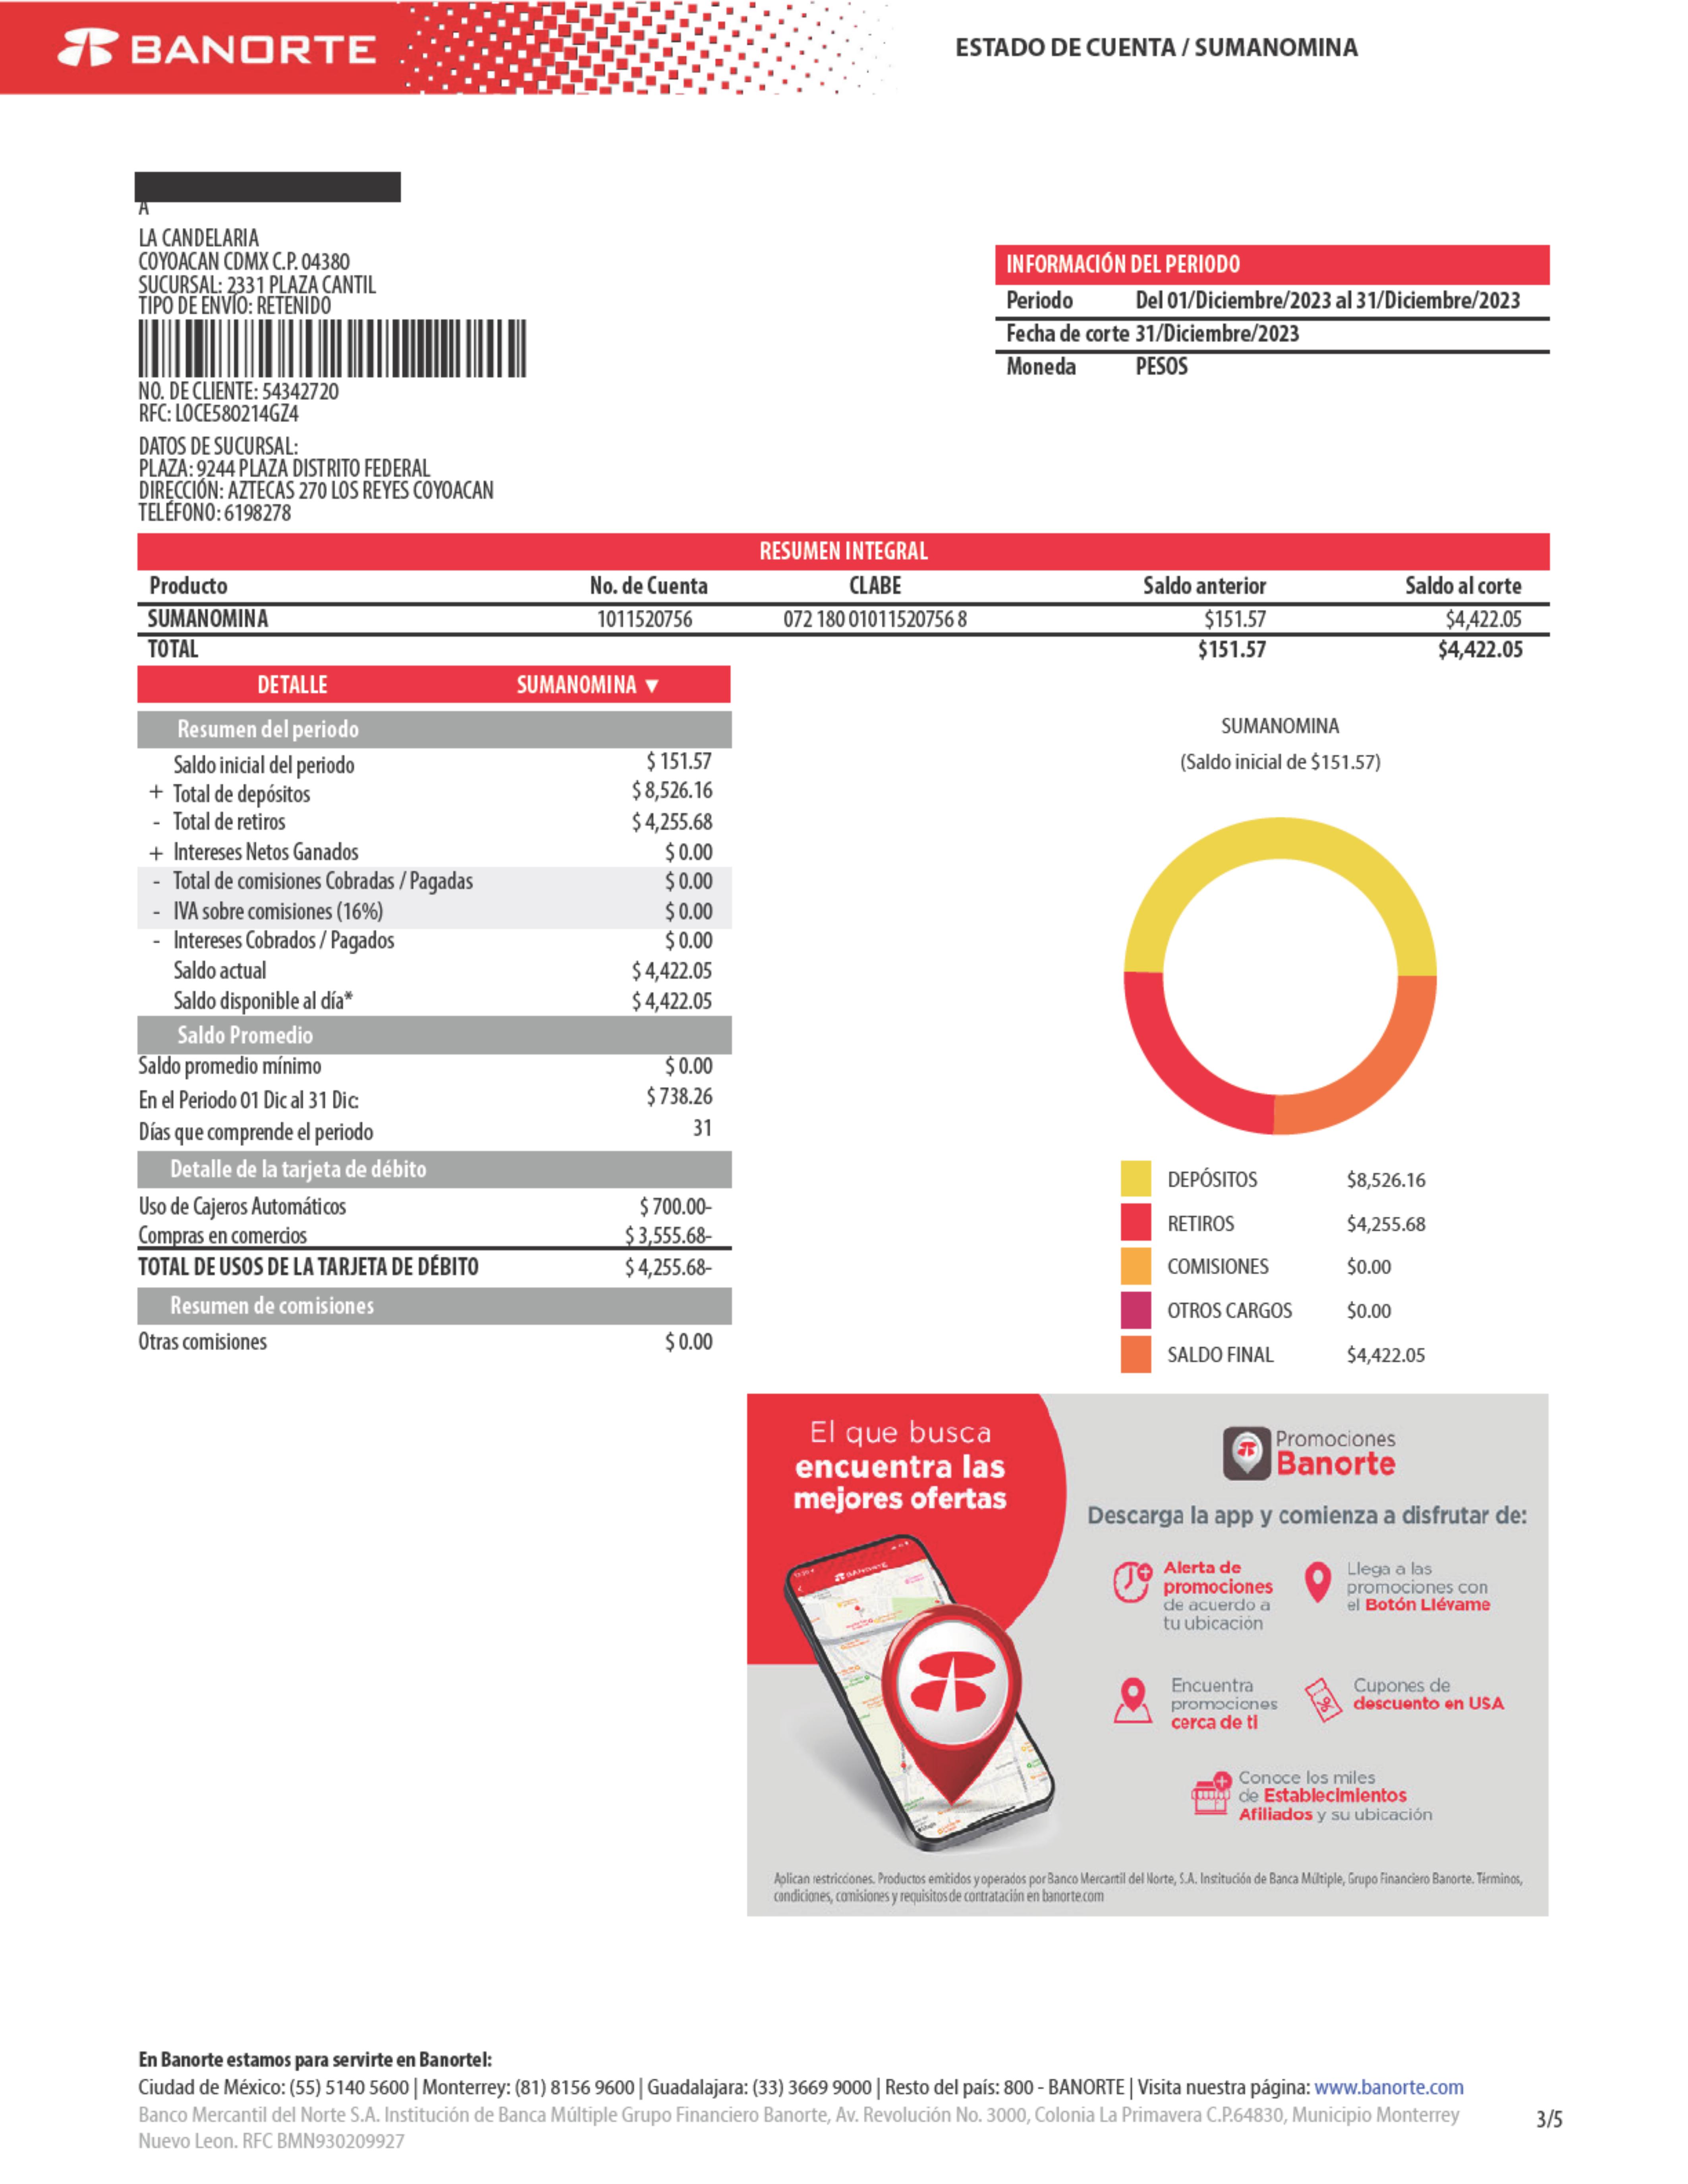 BANORTE
ESTADO DE CUENTA / SUMANOMINA
A
LA CANDELARIA
COYOACAN CDMX C.P. 04380
SUCURSAL: 2331 PLAZA CANTIL
TIPO DE ENVÍO: RETENIDO
NO. DE CLIENTE: 54342720
RFC: LOCE580214GZ4
DATOS DE SUCURSAL:
PLAZA: 9244 PLAZA DISTRITO FEDERAL
DIRECCIÓN: AZTECAS 270 LOS REYES COYOACAN
TELÉFONO: 6198278
INFORMACIÓN DEL PERIODO
Periodo Del 01/Diciembre/2023 al 31/Diciembre/2023
Fecha de corte 31/Diciembre/2023
Moneda PESOS
RESUMEN INTEGRAL
Producto No. de Cuenta CLABE Saldo anterior Saldo al corte
SUMANOMINA 1011520756 072 180 01011520756 8 $151.57 $4,422.05
TOTAL $151.57 $4,422.05
DETALLE SUMANOMINA ▼
Resumen del periodo
Saldo inicial del periodo $ 151.57
+ Total de depósitos $ 8,526.16
- Total de retiros $ 4,255.68
+ Intereses Netos Ganados $ 0.00
- Total de comisiones Cobradas / Pagadas $ 0.00
- IVA sobre comisiones (16%) $ 0.00
- Intereses Cobrados / Pagados $ 0.00
Saldo actual $ 4,422.05
Saldo disponible al día* $ 4,422.05
Saldo Promedio
Saldo promedio mínimo $ 0.00
En el Periodo 01 Dic al 31 Dic: $ 738.26
Días que comprende el periodo 31
Detalle de la tarjeta de débito
Uso de Cajeros Automáticos $ 700.00-
Compras en comercios $ 3,555.68-
TOTAL DE USOS DE LA TARJETA DE DÉBITO $ 4,255.68-
Resumen de comisiones
Otras comisiones $ 0.00
SUMANOMINA
(Saldo inicial de $151.57)
DEPÓSITOS $8,526.16
RETIROS $4,255.68
COMISIONES $0.00
OTROS CARGOS $0.00
SALDO FINAL $4,422.05
El que busca
encuentra las
mejores ofertas
BANORTE
Promociones
Banorte
Descarga la app y comienza a disfrutar de:
Alerta de
promociones
de acuerdo a
tu ubicación
Llega a las
promociones con
el Botón Llévame
Encuentra
promociones
cerca de ti
Cupones de
descuento en USA
Conoce los miles
de Establecimientos
Afiliados y su ubicación
Aplican restricciones. Productos emitidos y operados por Banco Mercantil del Norte, S.A. Institución de Banca Múltiple, Grupo Financiero Banorte. Términos,
condiciones, comisiones y requisitos de contratación en banorte.com
En Banorte estamos para servirte en Banortel:
Ciudad de México: (55) 5140 5600 | Monterrey: (81) 8156 9600 | Guadalajara: (33) 3669 9000 | Resto del país: 800 - BANORTE | Visita nuestra página: www.banorte.com
Banco Mercantil del Norte S.A. Institución de Banca Múltiple Grupo Financiero Banorte, Av. Revolución No. 3000, Colonia La Primavera C.P.64830, Municipio Monterrey
Nuevo Leon. RFC BMN930209927
3/5